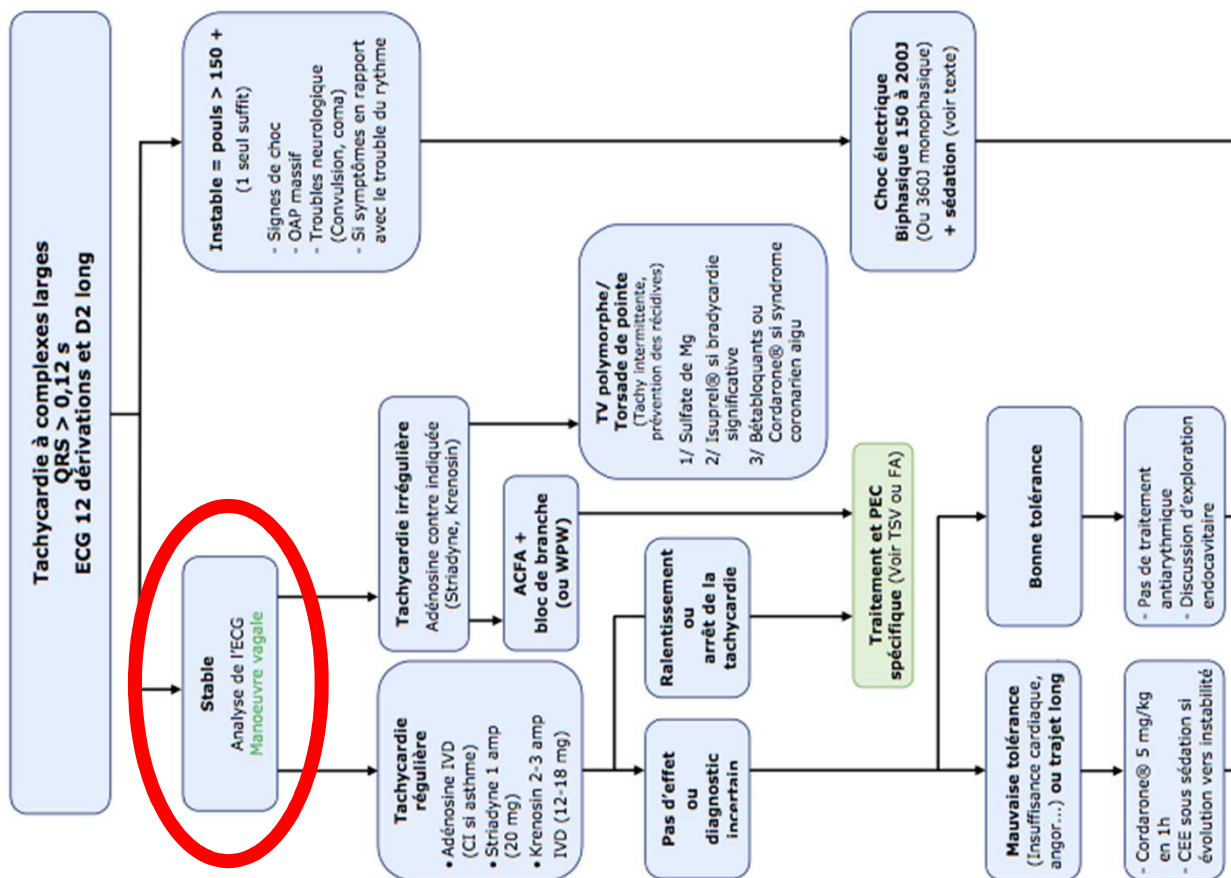 Tachycardie à complexes larges
QRS > 0,12 s
ECG 12 dérivations et D2 long
Stable
Analyse de l'ECG
Manoeuvre vagale
Instable = pouls > 150 +
(1 seul suffit)
- Signes de choc
- OAP massif
- Troubles neurologique
(Convulsion, coma)
- Si symptômes en rapport
avec le trouble du rythme
Tachycardie
régulière
• Adénosine IVD
(CI si asthme)
• Striadyne 1 amp
(20 mg)
• Krenosin 2-3 amp
IVD (12-18 mg)
Tachycardie irrégulière
Adénosine contre indiquée
(Striadyne, Krenosin)
ACFA +
bloc de branche
(ou WPW)
TV polymorphe/
Torsade de pointe
(Tachy intermittente,
prévention des récidives)
1/ Sulfate de Mg
2/ Isuprel® si bradycardie
significative
3/ Bétabloquants ou
Cordarone® si syndrome
coronarien aigu
Pas d'effet
ou
diagnostic
incertain
Ralentissement
ou
arrêt de la
tachycardie
Traitement et PEC
spécifique (Voir TSV ou FA)
Choc électrique
Biphasique 150 à 200J
(Ou 360J monophasique)
+ sédation (voir texte)
Mauvaise tolérance
(Insuffisance cardiaque,
angor...) ou trajet long
Bonne tolérance
- Cordarone® 5 mg/kg
en 1h
- CEE sous sédation si
évolution vers instabilité
- Pas de traitement
antiarythmique
- Discussion d'exploration
endocavitaire